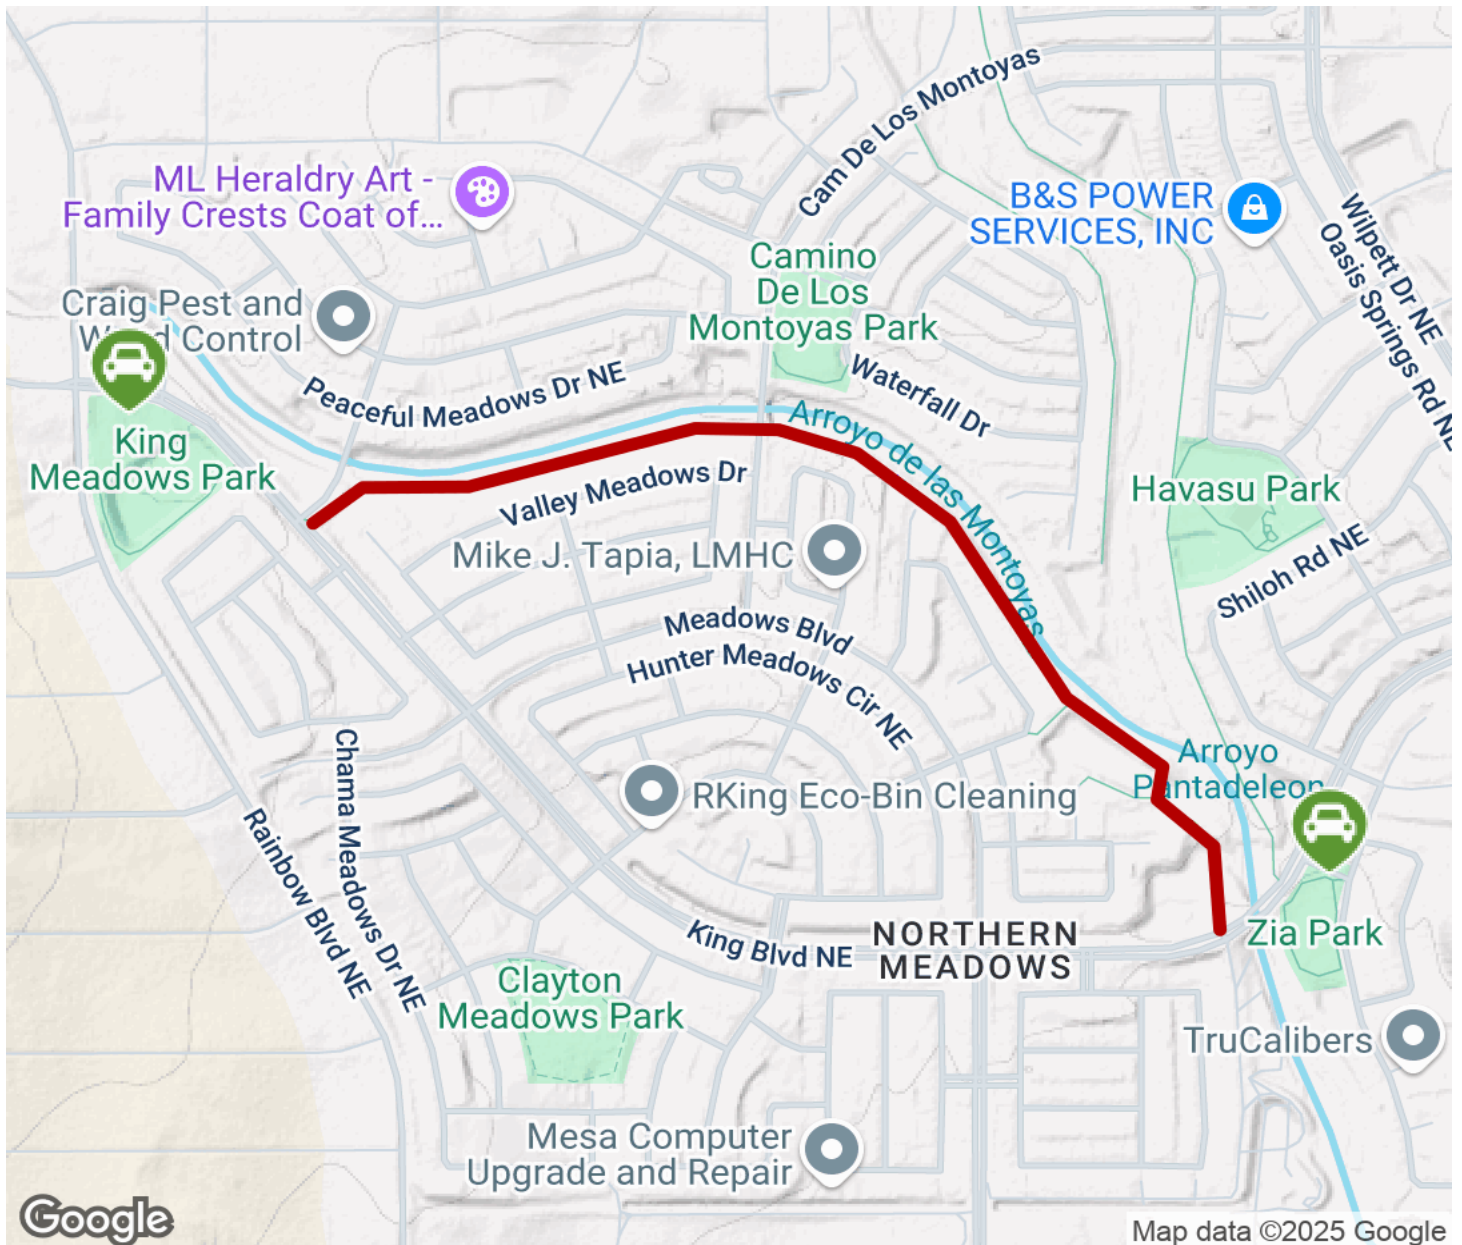 Cam De Los Montoyas
ML Heraldry Art -
Family Crests Coat of...
B&S POWER
SERVICES, INC
Wilpett Dr NE
Oasis Springs Rd NE
Camino
De Los
Montoyas Park
Craig Pest and
Control
Peaceful Meadows Dr NE
Waterfall Dr
Arroyo de las Montoyas
King
Meadows Park
Valley Meadows Dr
Havasu Park
Mike J. Tapia, LMHC
Shiloh Rd NE
Meadows Blvd
Hunter Meadows Cir NE
Chama Meadows Dr NE
Rainbow Blvd NE
Arroyo
Pantadeleon
RKing Eco-Bin Cleaning
King Blvd NE
NORTHERN
MEADOWS
Zia Park
Clayton
Meadows Park
TruCalibers
Mesa Computer
Upgrade and Repair
Google
Map data ©2025 Google